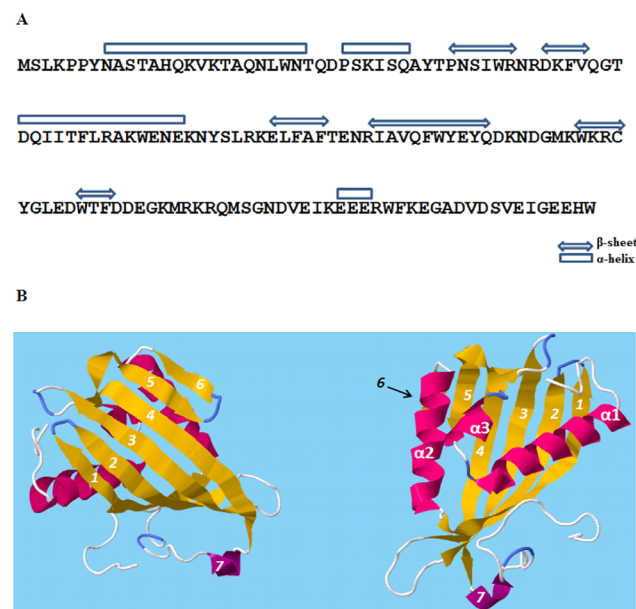 A
MSLKPPYNASTAHQKVKTAQNLWNTQDPSKISQAYTPNSIWRNRDKFVQGT
DQIITFLRAKWENEKNYSLRKELFAFTENRIAVQFWYEYQDKNDGMKWKRC
YGLEDWTFDDEGKMRKRQMSGNDVEIKEEERWFKEGADVDSVEIGEEHW
β-sheet
α-helix
B
5 6
4
3
2
1
7
6
5
3 2 1
α1
α3
α2
4
7